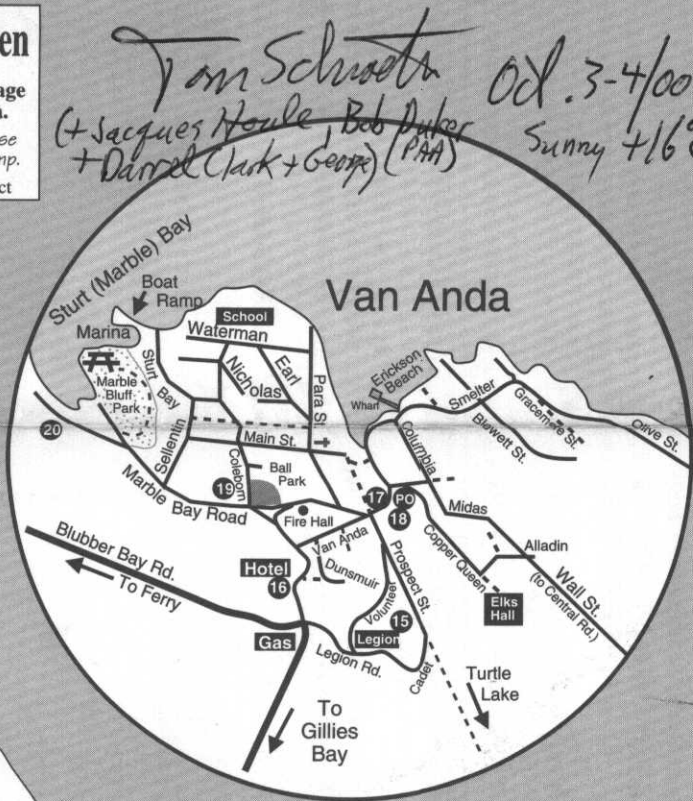 en
age
.
se
np.
ct
Tom Schroeter Oct. 3-4/00
(+ Jacques Houle, Bob Duker (PAA) Sunny +16°
+ Darrel Clark + George)
Van Anda
Sturt (Marble) Bay
Boat
Ramp
Marina
School
Waterman
Nicholas
Earl
Para St.
Marble
Bluff
Park
Sturt
Bay
Erickson
Beach
Wharf
Smelter
Gracemere St.
Blewett St.
Olive St.
20
Sellentin
Main St.
Columbia
19
Coleborn
Ball
Park
Marble Bay Road
17
PO
18
Midas
Fire Hall
Van Anda
Copper Queen
Alladin
Wall St.
(to Central Rd.)
Blubber Bay Rd.
To Ferry
Hotel
16
Dunsmuir
Volunteer
Prospect St.
15
Elks
Hall
Gas
Legion
Legion Rd.
Cadet
Turtle
Lake
To
Gillies
Bay